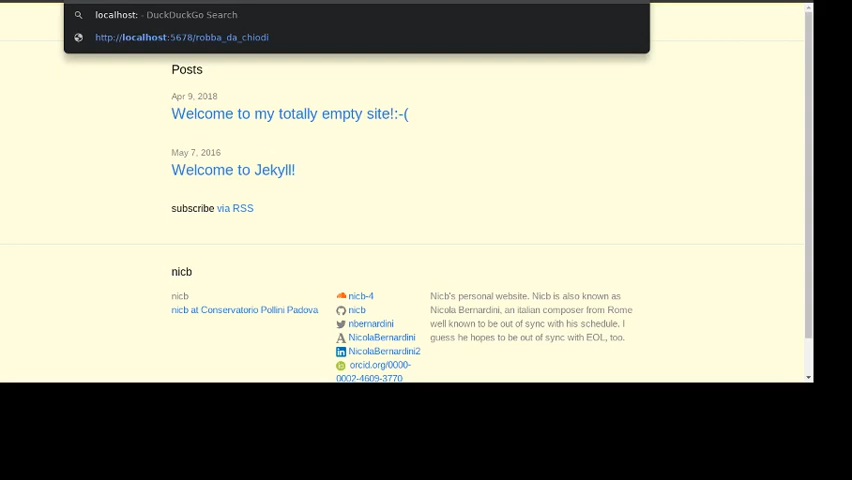 localhost: - DuckDuckGo Search
http://localhost:5678/robba_da_chiodi
Posts
Apr 9, 2018
Welcome to my totally empty site!:-(
May 7, 2016
Welcome to Jekyll!
subscribe via RSS
nicb
nicb
nicb at Conservatorio Pollini Padova
nicb-4
nicb
nbernardini
NicolaBernardini
NicolaBernardini2
orcid.org/0000-
0002-4609-3770
Nicb's personal website. Nicb is also known as
Nicola Bernardini, an italian composer from Rome
well known to be out of sync with his schedule. I
guess he hopes to be out of sync with EOL, too.